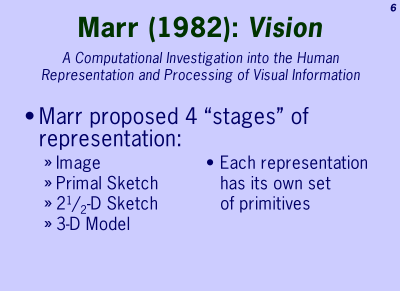 6
Marr (1982): Vision
A Computational Investigation into the Human
Representation and Processing of Visual Information
• Marr proposed 4 “stages” of
representation:
» Image
» Primal Sketch
» 2 1/2-D Sketch
» 3-D Model
• Each representation
has its own set
of primitives